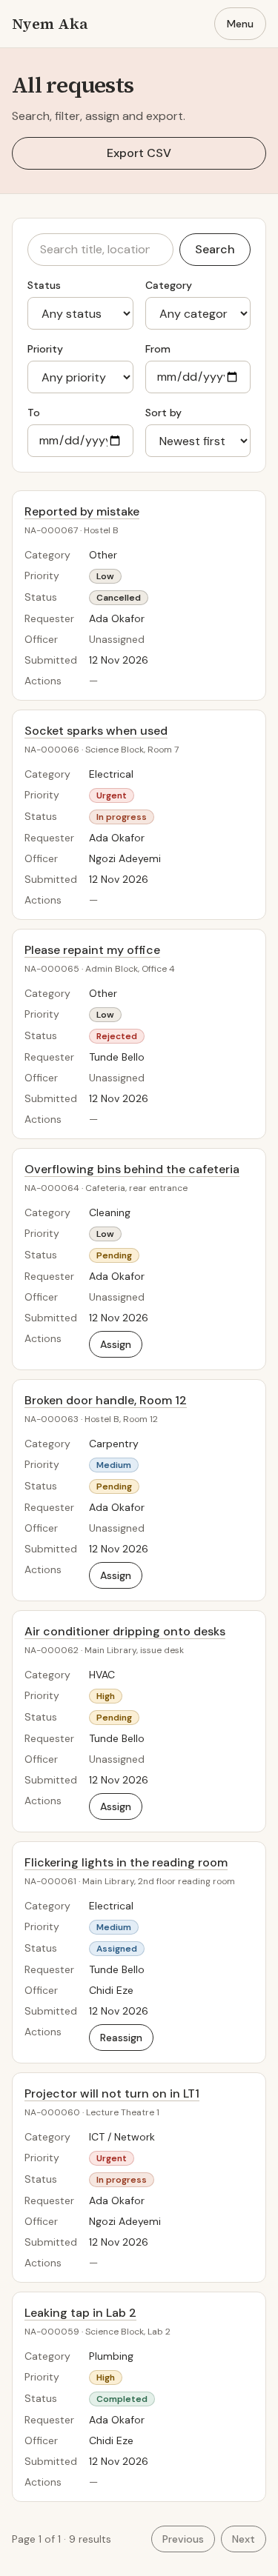 Nyem Aka
Menu
All requests
Search, filter, assign and export.
Export CSV
Search title, locatior
Search
Status
Category
Any status
Any categor
Priority
From
Any priority
mm/dd/yyyy
To
Sort by
mm/dd/yyyy
Newest first
Reported by mistake
NA-000067 · Hostel B
Category Other
Priority Low
Status Cancelled
Requester Ada Okafor
Officer Unassigned
Submitted 12 Nov 2026
Actions —
Socket sparks when used
NA-000066 · Science Block, Room 7
Category Electrical
Priority Urgent
Status In progress
Requester Ada Okafor
Officer Ngozi Adeyemi
Submitted 12 Nov 2026
Actions —
Please repaint my office
NA-000065 · Admin Block, Office 4
Category Other
Priority Low
Status Rejected
Requester Tunde Bello
Officer Unassigned
Submitted 12 Nov 2026
Actions —
Overflowing bins behind the cafeteria
NA-000064 · Cafeteria, rear entrance
Category Cleaning
Priority Low
Status Pending
Requester Ada Okafor
Officer Unassigned
Submitted 12 Nov 2026
Actions Assign
Broken door handle, Room 12
NA-000063 · Hostel B, Room 12
Category Carpentry
Priority Medium
Status Pending
Requester Ada Okafor
Officer Unassigned
Submitted 12 Nov 2026
Actions Assign
Air conditioner dripping onto desks
NA-000062 · Main Library, issue desk
Category HVAC
Priority High
Status Pending
Requester Tunde Bello
Officer Unassigned
Submitted 12 Nov 2026
Actions Assign
Flickering lights in the reading room
NA-000061 · Main Library, 2nd floor reading room
Category Electrical
Priority Medium
Status Assigned
Requester Tunde Bello
Officer Chidi Eze
Submitted 12 Nov 2026
Actions Reassign
Projector will not turn on in LT1
NA-000060 · Lecture Theatre 1
Category ICT / Network
Priority Urgent
Status In progress
Requester Ada Okafor
Officer Ngozi Adeyemi
Submitted 12 Nov 2026
Actions —
Leaking tap in Lab 2
NA-000059 · Science Block, Lab 2
Category Plumbing
Priority High
Status Completed
Requester Ada Okafor
Officer Chidi Eze
Submitted 12 Nov 2026
Actions —
Page 1 of 1 · 9 results
Previous
Next